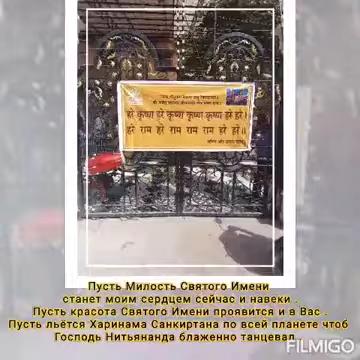 हरे कृष्ण हरे कृष्ण कृष्ण कृष्ण हरे हरे।
हरे राम हरे राम राम राम हरे हरे॥
Пусть Милость Святого Имени
станет моим сердцем сейчас и навеки .
Пусть красота Святого Имени проявится и в Вас .
Пусть льётся Харинама Санкиртана по всей планете чтоб
Господь Нитьянанда блаженно танцевал
FILMIGO